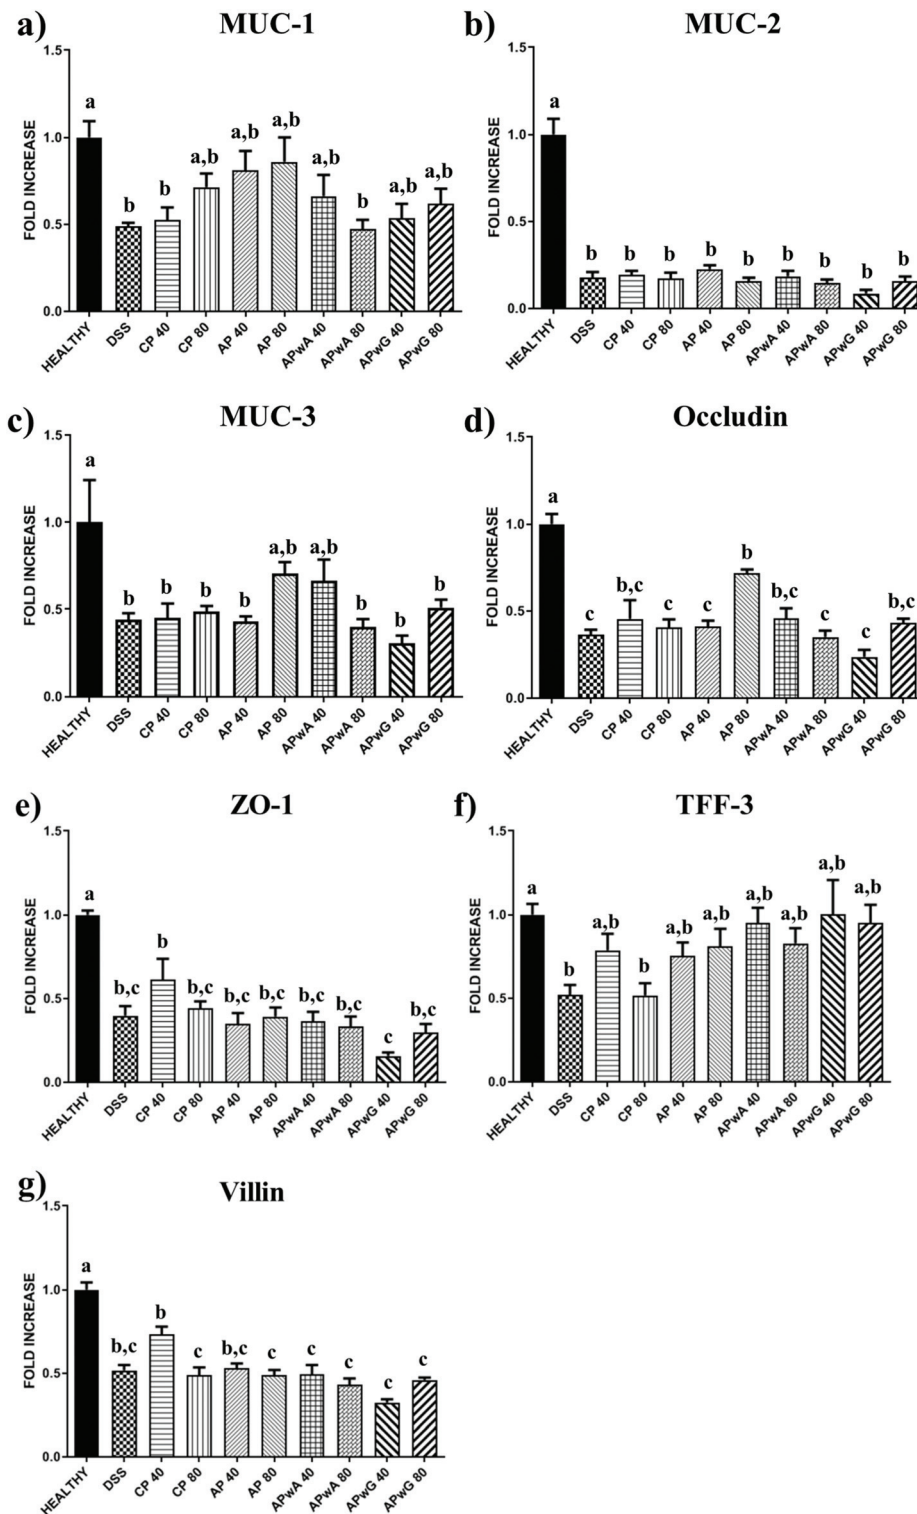 a) MUC-1
FOLD INCREASE
1.5
1.0
0.5
0.0
a
b
b
a,b
a,b
a,b
a,b
b
a,b
a,b
HEALTHY
DSS
CP 40
CP 80
AP 40
AP 80
APwA 40
APwA 80
APwG 40
APwG 80
b) MUC-2
FOLD INCREASE
1.5
1.0
0.5
0.0
a
b
b
b
b
b
b
b
b
b
HEALTHY
DSS
CP 40
CP 80
AP 40
AP 80
APwA 40
APwA 80
APwG 40
APwG 80
c) MUC-3
FOLD INCREASE
1.5
1.0
0.5
0.0
a
b
b
b
b
a,b
a,b
b
b
b
HEALTHY
DSS
CP 40
CP 80
AP 40
AP 80
APwA 40
APwA 80
APwG 40
APwG 80
d) Occludin
FOLD INCREASE
1.5
1.0
0.5
0.0
a
c
b,c
c
c
b
b,c
c
c
b,c
HEALTHY
DSS
CP 40
CP 80
AP 40
AP 80
APwA 40
APwA 80
APwG 40
APwG 80
e) ZO-1
FOLD INCREASE
1.5
1.0
0.5
0.0
a
b,c
b
b,c
b,c
b,c
b,c
b,c
c
b,c
HEALTHY
DSS
CP 40
CP 80
AP 40
AP 80
APwA 40
APwA 80
APwG 40
APwG 80
f) TFF-3
FOLD INCREASE
1.5
1.0
0.5
0.0
a
b
a,b
b
a,b
a,b
a,b
a,b
a,b
a,b
HEALTHY
DSS
CP 40
CP 80
AP 40
AP 80
APwA 40
APwA 80
APwG 40
APwG 80
g) Villin
FOLD INCREASE
1.5
1.0
0.5
0.0
a
b,c
b
c
b,c
c
c
c
c
c
HEALTHY
DSS
CP 40
CP 80
AP 40
AP 80
APwA 40
APwA 80
APwG 40
APwG 80